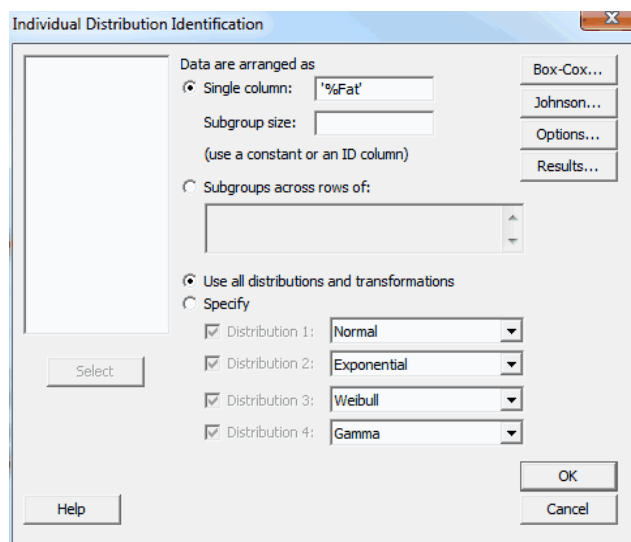 Individual Distribution Identification
Data are arranged as
Single column: '%Fat'
Subgroup size:
(use a constant or an ID column)
Subgroups across rows of:
Use all distributions and transformations
Specify
Distribution 1: Normal
Distribution 2: Exponential
Distribution 3: Weibull
Distribution 4: Gamma
Select
Help
Box-Cox...
Johnson...
Options...
Results...
OK
Cancel